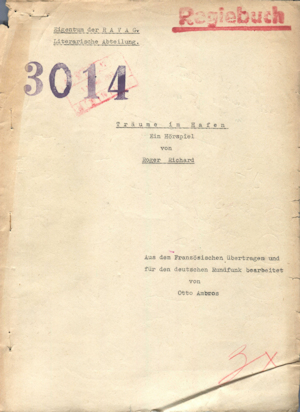 Regiebuch
Eigentum der R A V A G.
Literarische Abteilung.
3014
Träume im Hafen
Ein Hörspiel
von
Roger Richard
Aus dem Französischen übertragen und
für den deutschen Rundfunk bearbeitet
von
Otto Ambros